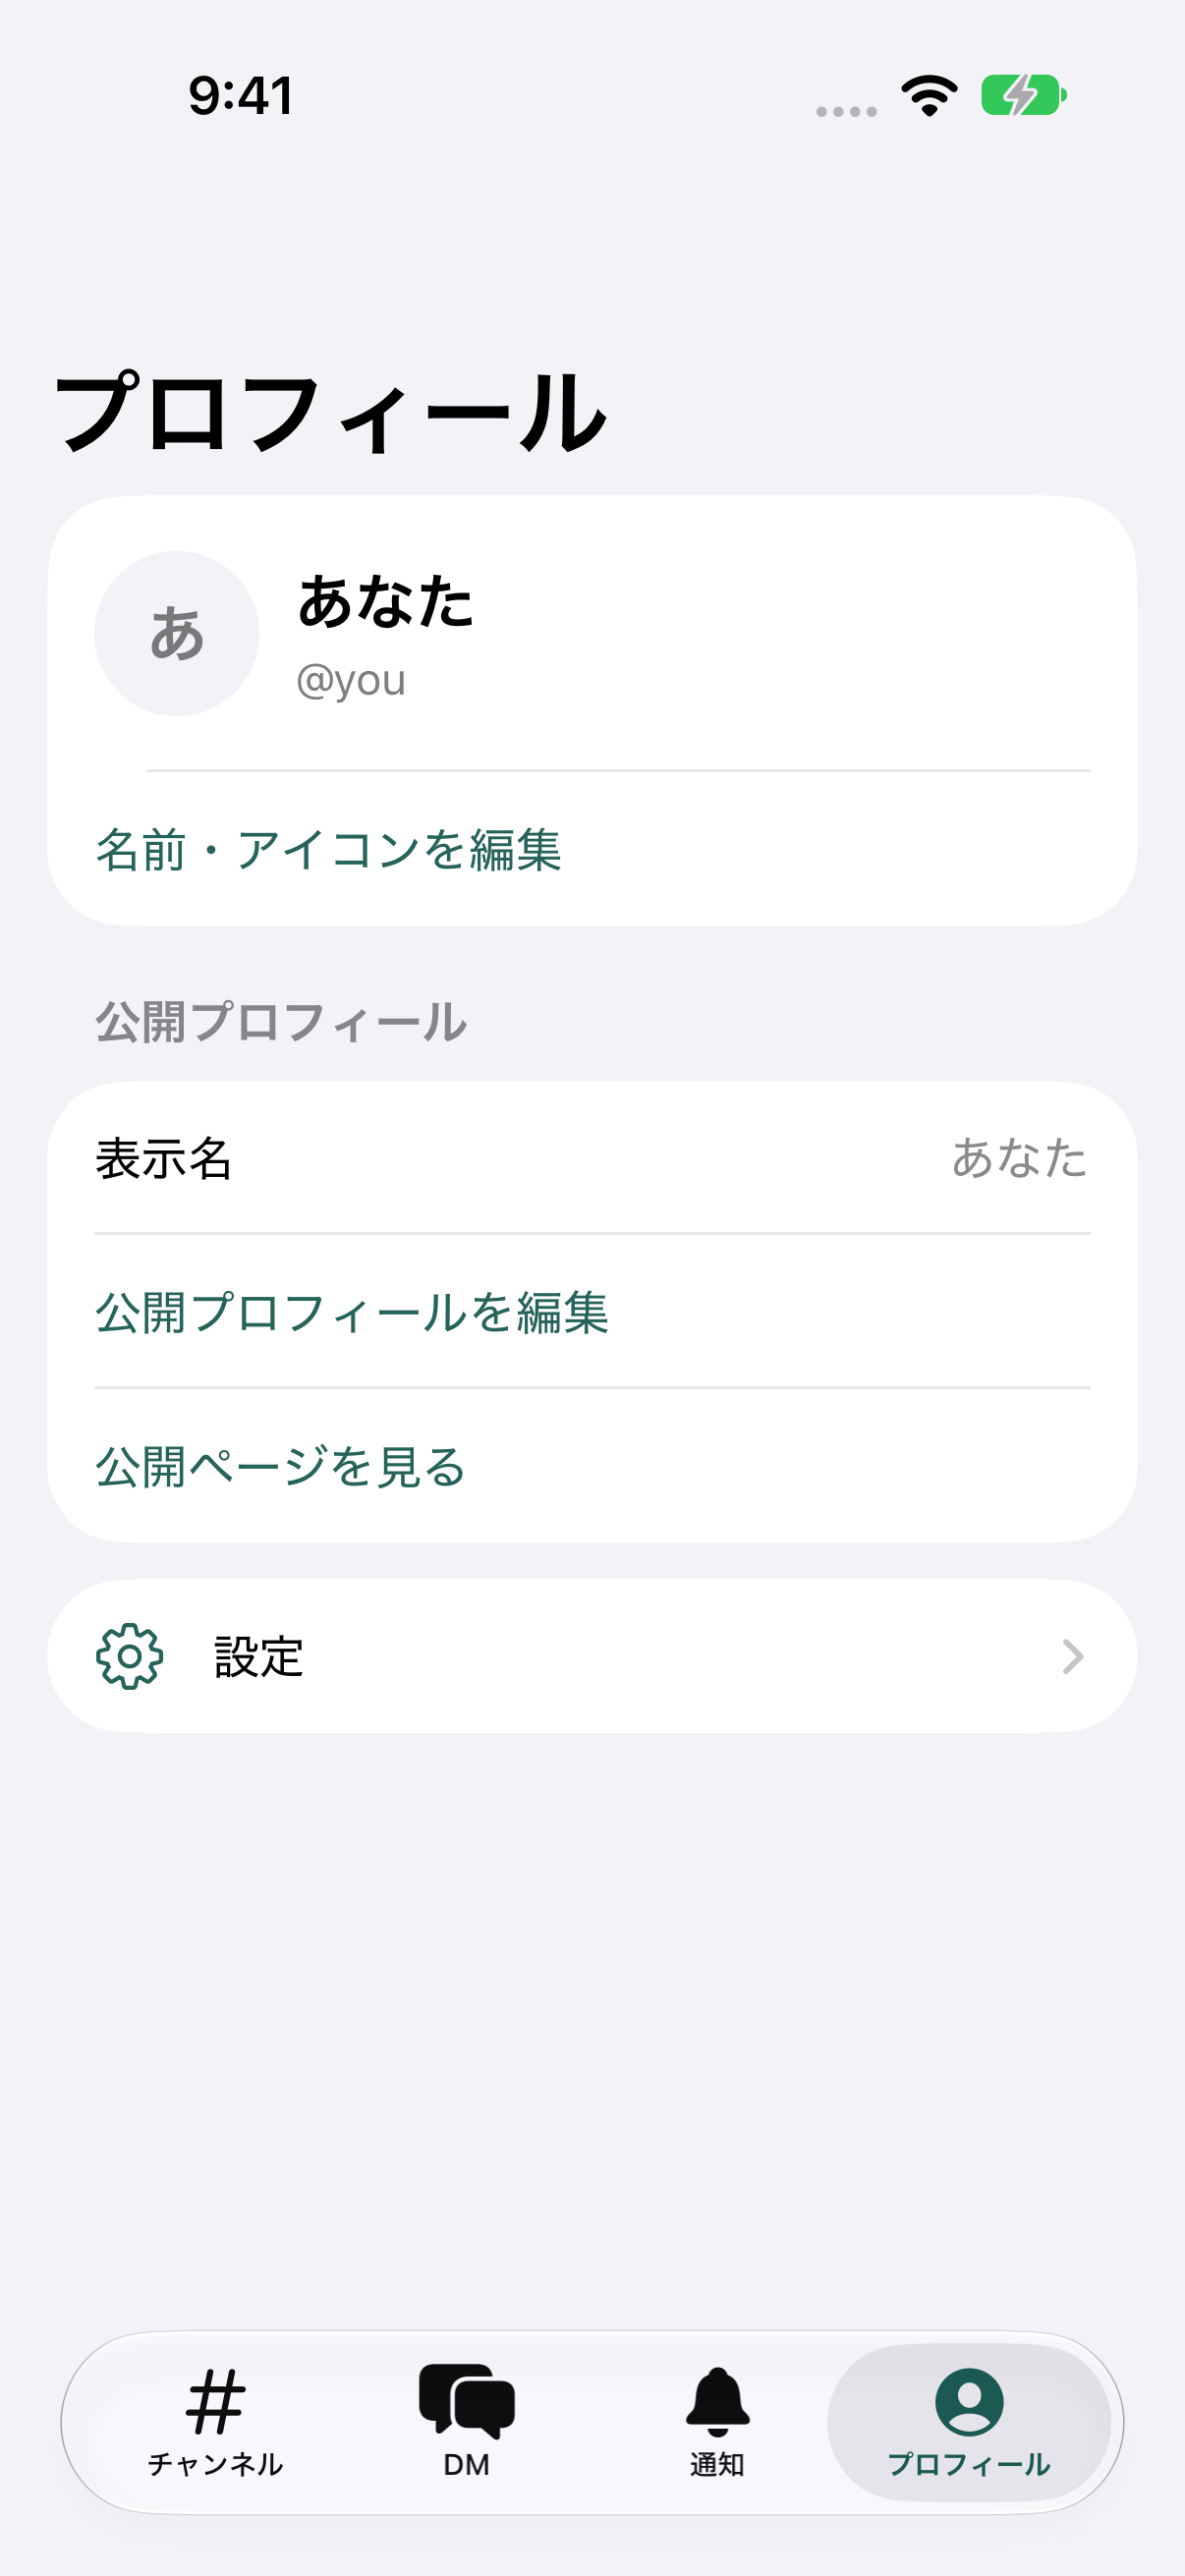 9:41
プロフィール
あ
あなた
@you
名前・アイコンを編集
公開プロフィール
表示名 あなた
公開プロフィールを編集
公開ページを見る
設定
チャンネル DM 通知 プロフィール